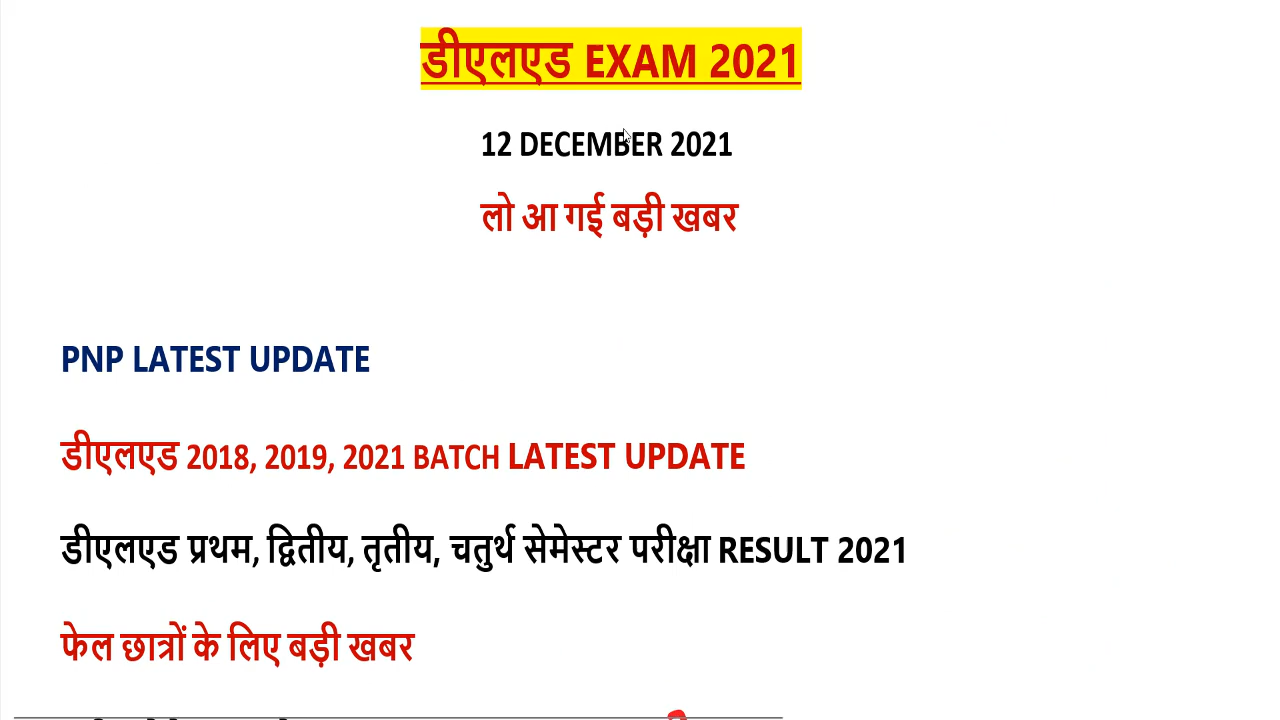 डीएलएड EXAM 2021
12 DECEMBER 2021
लो आ गई बड़ी खबर
PNP LATEST UPDATE
डीएलएड 2018, 2019, 2021 BATCH LATEST UPDATE
डीएलएड प्रथम, द्वितीय, तृतीय, चतुर्थ सेमेस्टर परीक्षा RESULT 2021
फेल छात्रों के लिए बड़ी खबर